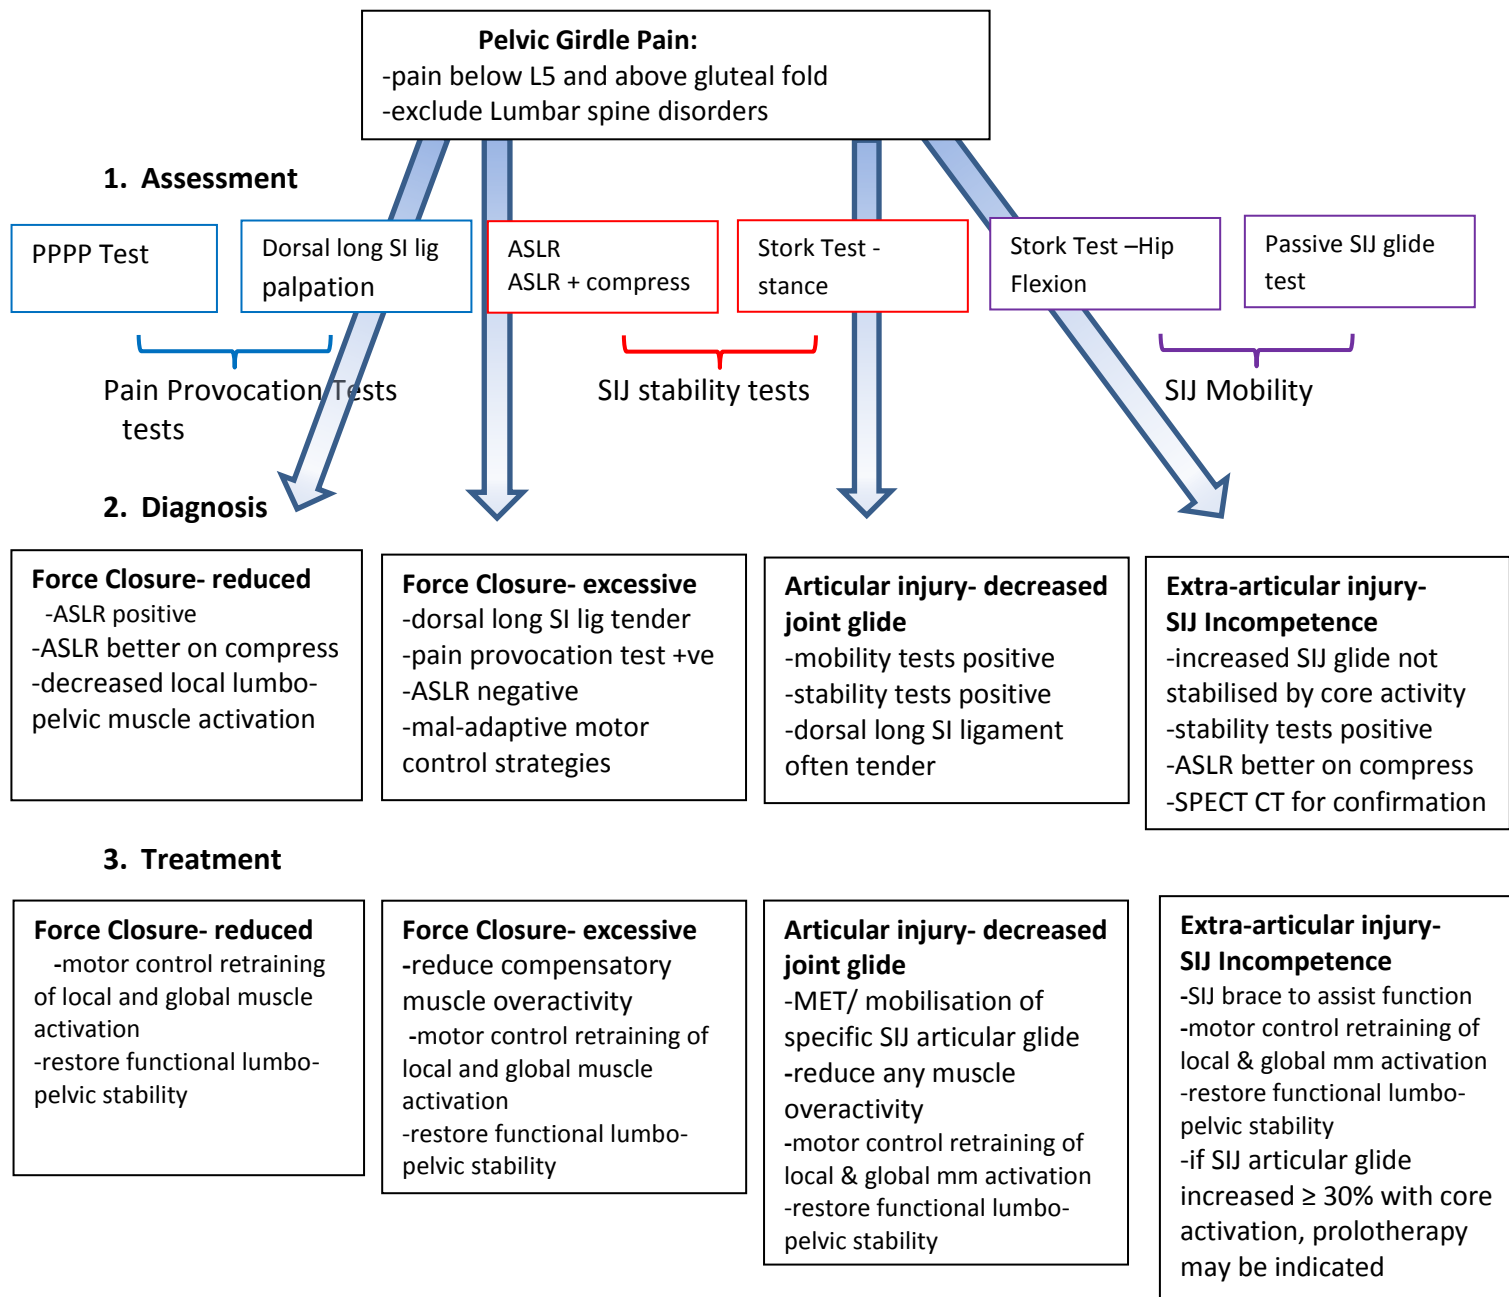 Pelvic Girdle Pain:
-pain below L5 and above gluteal fold
-exclude Lumbar spine disorders
1. Assessment
PPPP Test
Dorsal long SI lig
palpation
ASLR
ASLR + compress
Stork Test -
stance
Stork Test –Hip
Flexion
Passive SIJ glide
test
Pain Provocation Tests
tests
SIJ stability tests
SIJ Mobility
2. Diagnosis
Force Closure- reduced
-ASLR positive
-ASLR better on compress
-decreased local lumbo-
pelvic muscle activation
Force Closure- excessive
-dorsal long SI lig tender
-pain provocation test +ve
-ASLR negative
-mal-adaptive motor
control strategies
Articular injury- decreased
joint glide
-mobility tests positive
-stability tests positive
-dorsal long SI ligament
often tender
Extra-articular injury-
SIJ Incompetence
-increased SIJ glide not
stabilised by core activity
-stability tests positive
-ASLR better on compress
-SPECT CT for confirmation
3. Treatment
Force Closure- reduced
-motor control retraining
of local and global muscle
activation
-restore functional lumbo-
pelvic stability
Force Closure- excessive
-reduce compensatory
muscle overactivity
-motor control retraining of
local and global muscle
activation
-restore functional lumbo-
pelvic stability
Articular injury- decreased
joint glide
-MET/ mobilisation of
specific SIJ articular glide
-reduce any muscle
overactivity
-motor control retraining of
local & global mm activation
-restore functional lumbo-
pelvic stability
Extra-articular injury-
SIJ Incompetence
-SIJ brace to assist function
-motor control retraining of
local & global mm activation
-restore functional lumbo-
pelvic stability
-if SIJ articular glide
increased ≥ 30% with core
activation, prolotherapy
may be indicated